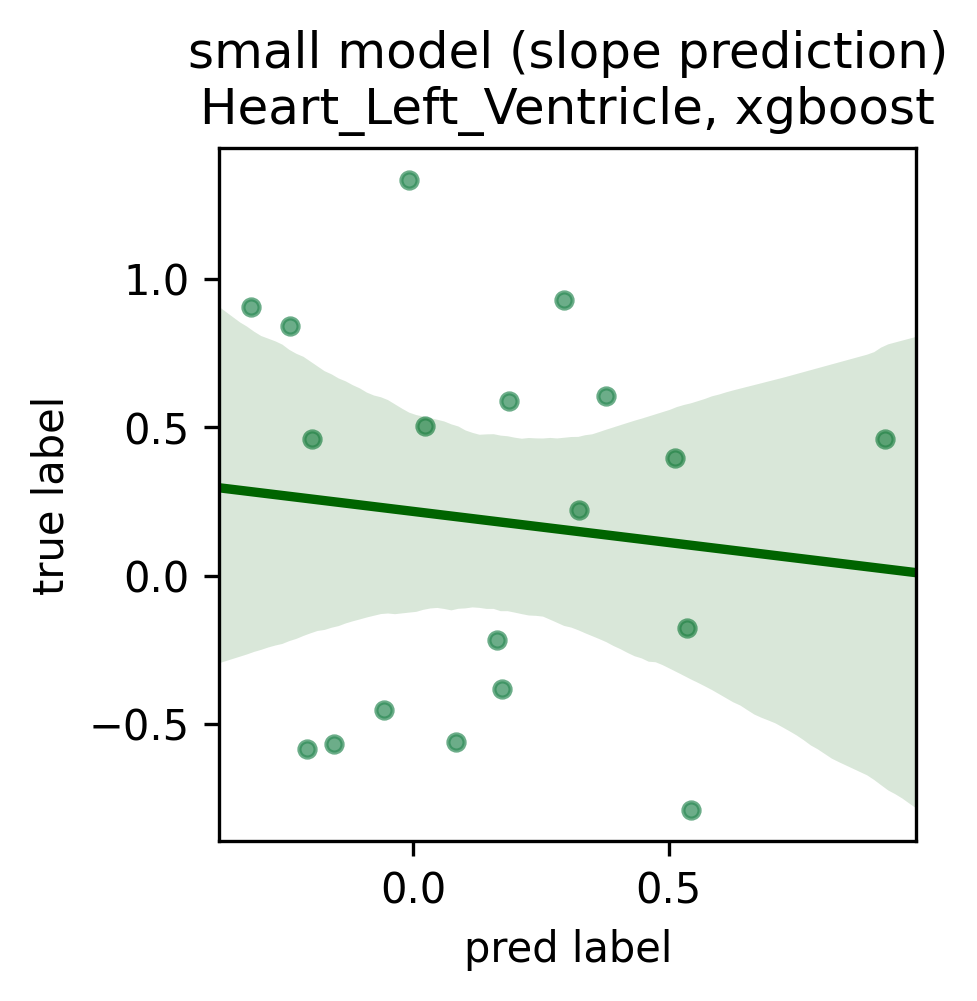 small model (slope prediction)
Heart_Left_Ventricle, xgboost
true label
1.0
0.5
0.0
−0.5
0.0
0.5
pred label